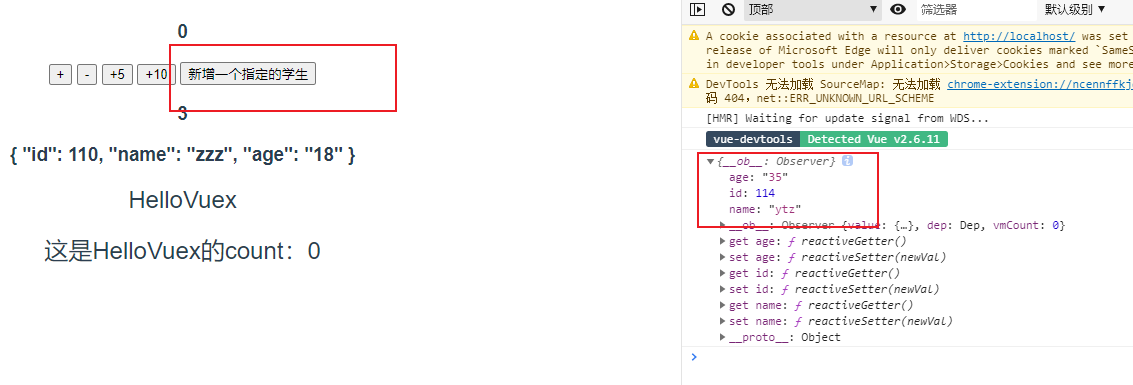 0
+ - +5 +10 新增一个指定的学生
3
{ "id": 110, "name": "zzz", "age": "18" }
HelloVuex
这是HelloVuex的count：0
顶部 ▼ 筛选器 默认级别 ▼
A cookie associated with a resource at http://localhost/ was set
release of Microsoft Edge will only deliver cookies marked `SameS
in developer tools under Application>Storage>Cookies and see more
DevTools 无法加载 SourceMap: 无法加载 chrome-extension://ncennffkj
码 404, net::ERR_UNKNOWN_URL_SCHEME
[HMR] Waiting for update signal from WDS...
vue-devtools Detected Vue v2.6.11
▼{__ob__: Observer} i
age: "35"
id: 114
name: "ytz"
▶__ob__: Observer {value: {…}, dep: Dep, vmCount: 0}
▶get age: ƒ reactiveGetter()
▶set age: ƒ reactiveSetter(newVal)
▶get id: ƒ reactiveGetter()
▶set id: ƒ reactiveSetter(newVal)
▶get name: ƒ reactiveGetter()
▶set name: ƒ reactiveSetter(newVal)
▶__proto__: Object
>